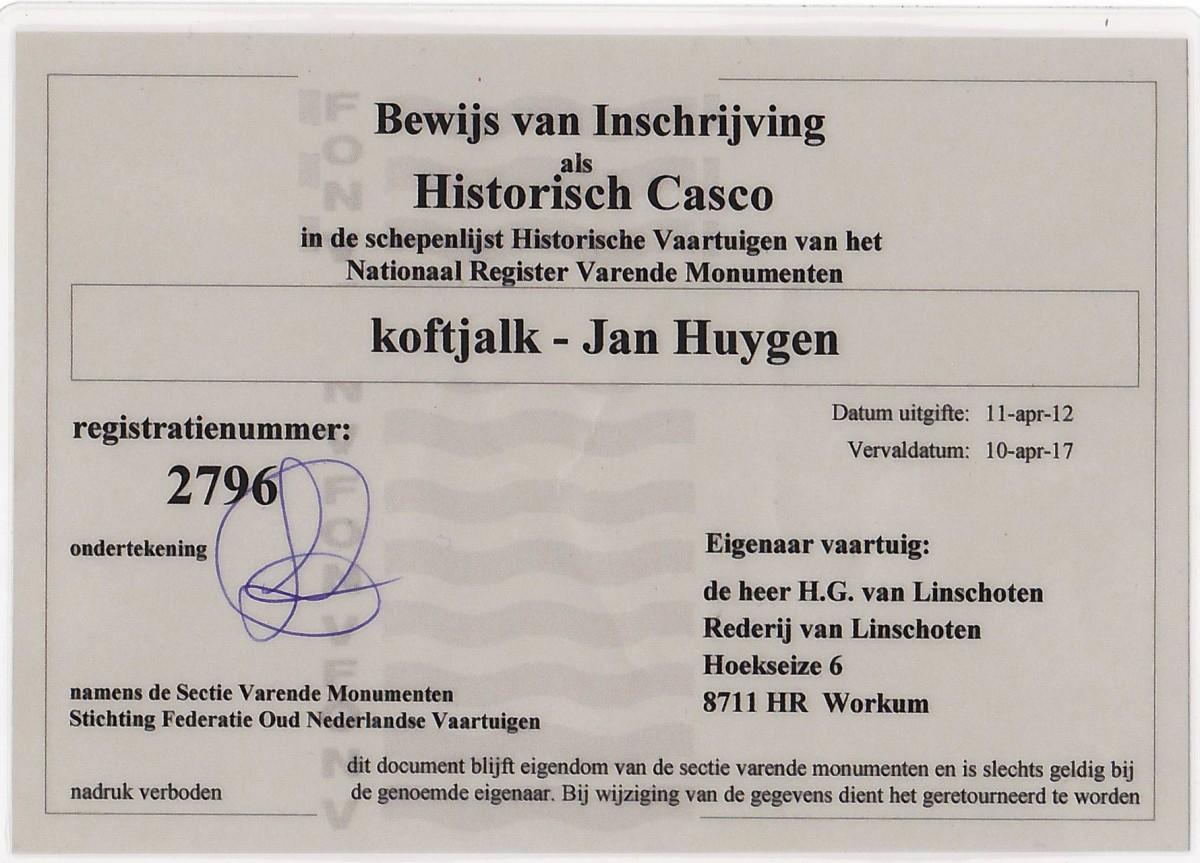 Bewijs van Inschrijving
als
Historisch Casco
in de schepenlijst Historische Vaartuigen van het
Nationaal Register Varende Monumenten
koftjalk - Jan Huygen
registratienummer:
2796
ondertekening
Datum uitgifte: 11-apr-12
Vervaldatum: 10-apr-17
Eigenaar vaartuig:
de heer H.G. van Linschoten
Rederij van Linschoten
Hoekseize 6
8711 HR Workum
namens de Sectie Varende Monumenten
Stichting Federatie Oud Nederlandse Vaartuigen
nadruk verboden
dit document blijft eigendom van de sectie varende monumenten en is slechts geldig bij
de genoemde eigenaar. Bij wijziging van de gegevens dient het geretourneerd te worden